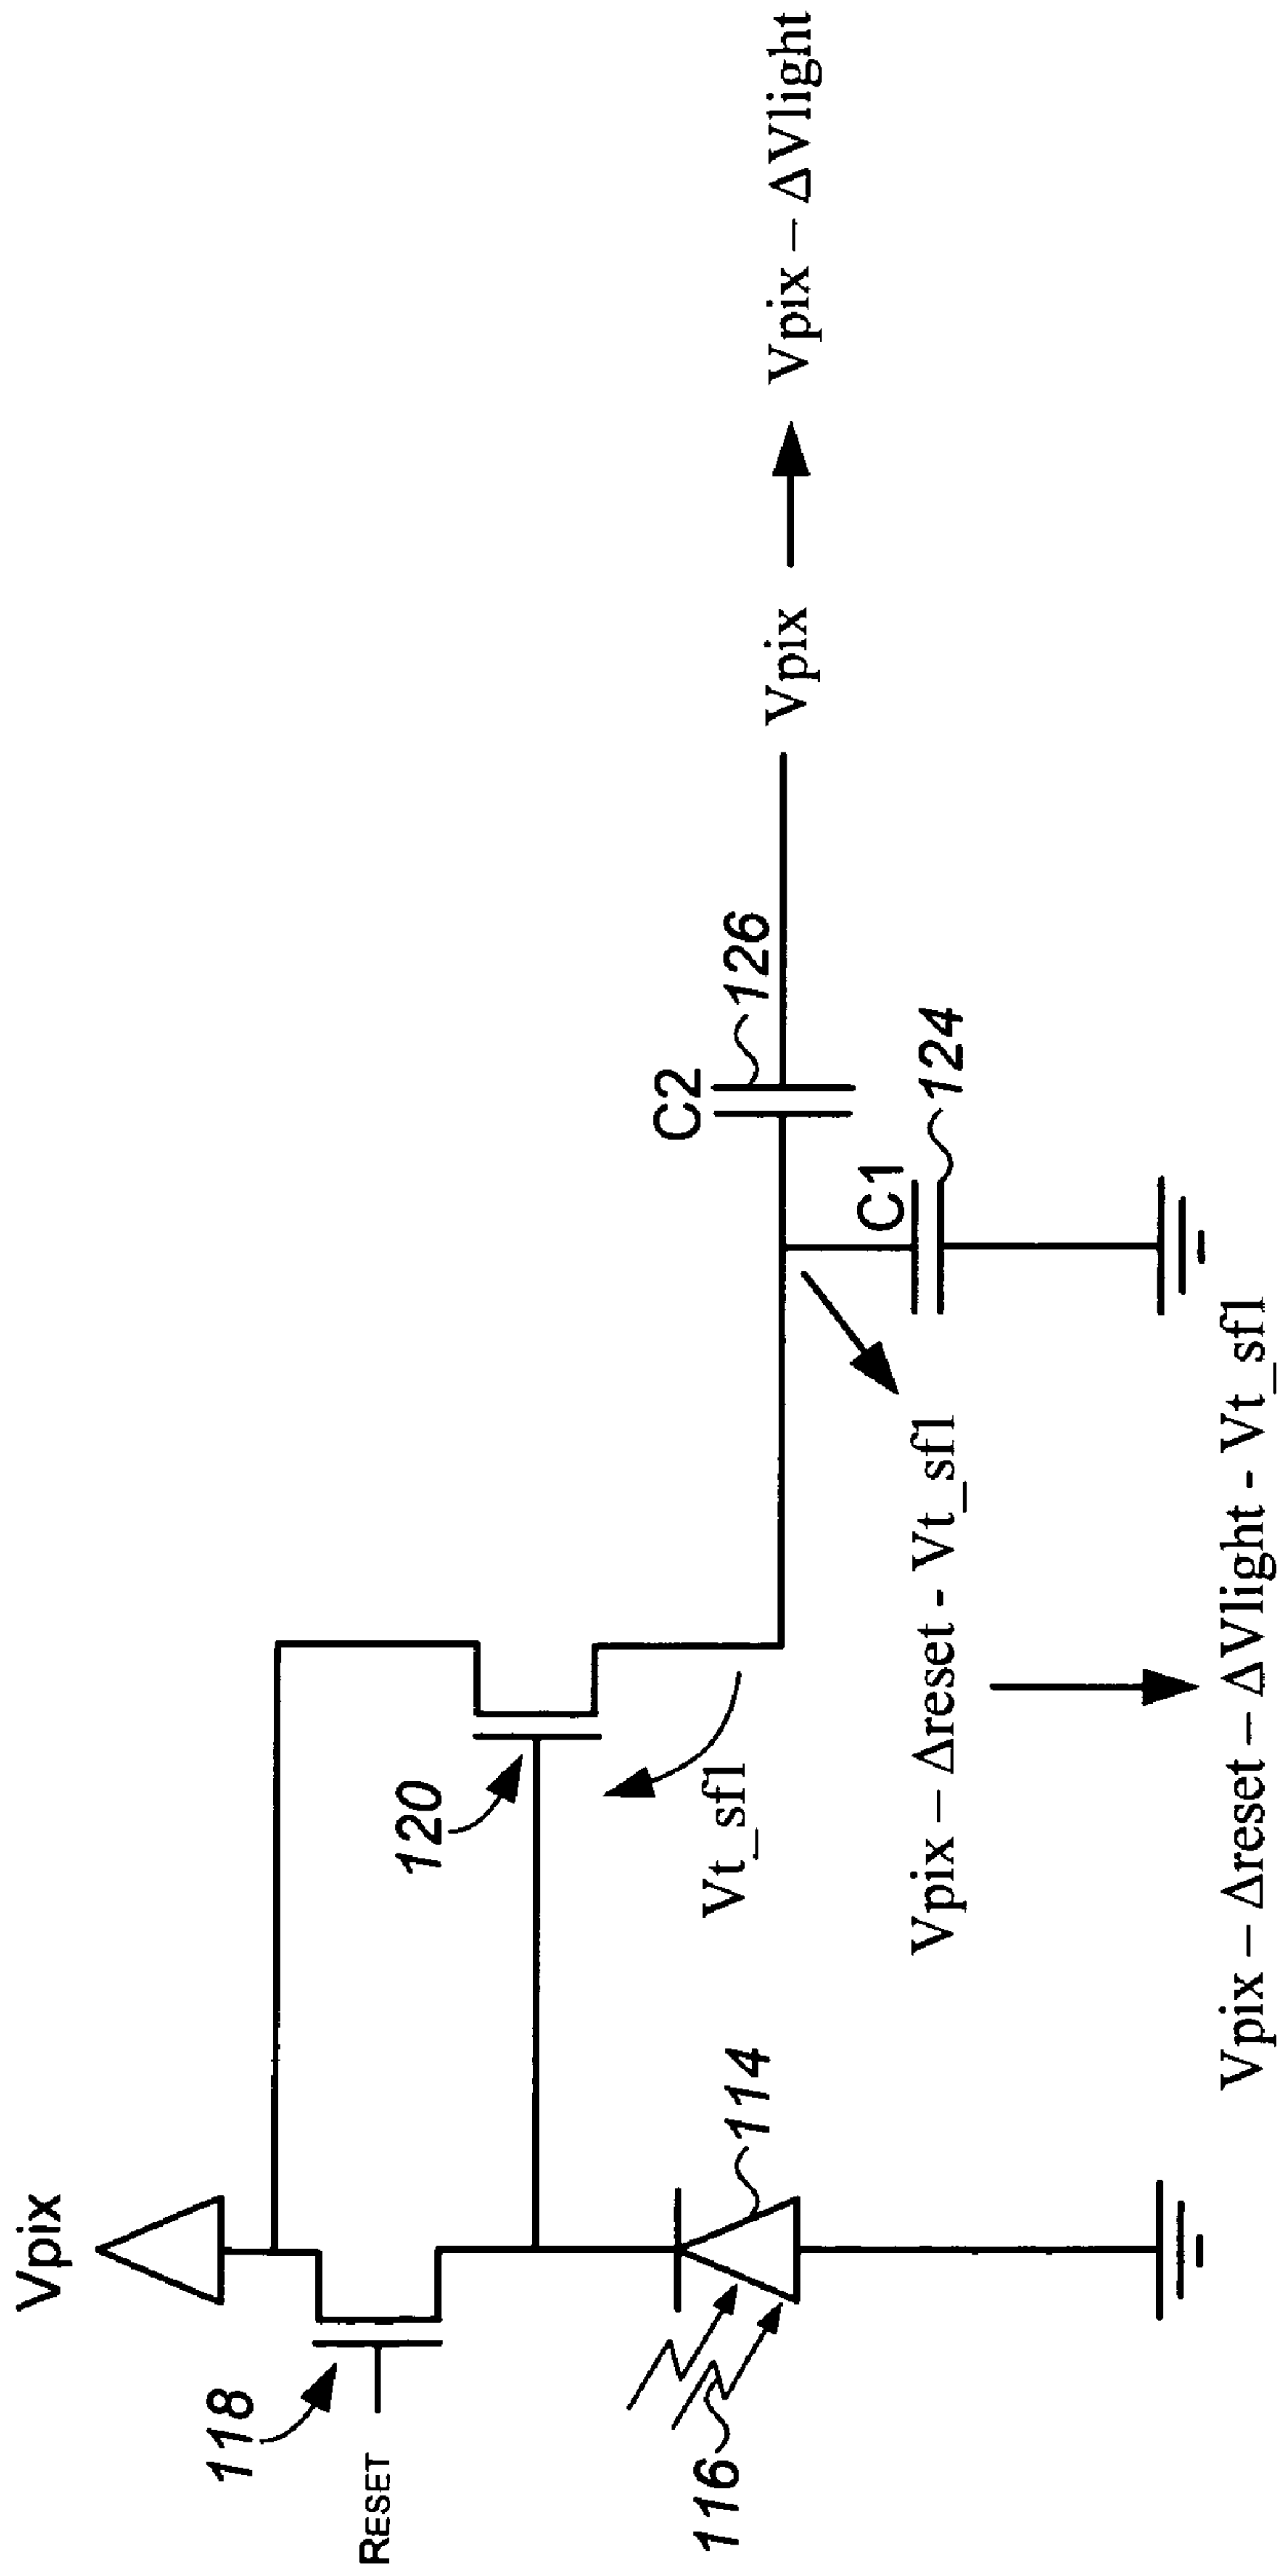 Vpix
118
RESET
120
Vt_sf1
116
114
C2
126
C1
124
Vpix → Vpix – ΔVlight
Vpix – Δreset - Vt_sf1
Vpix – Δreset – ΔVlight - Vt_sf1